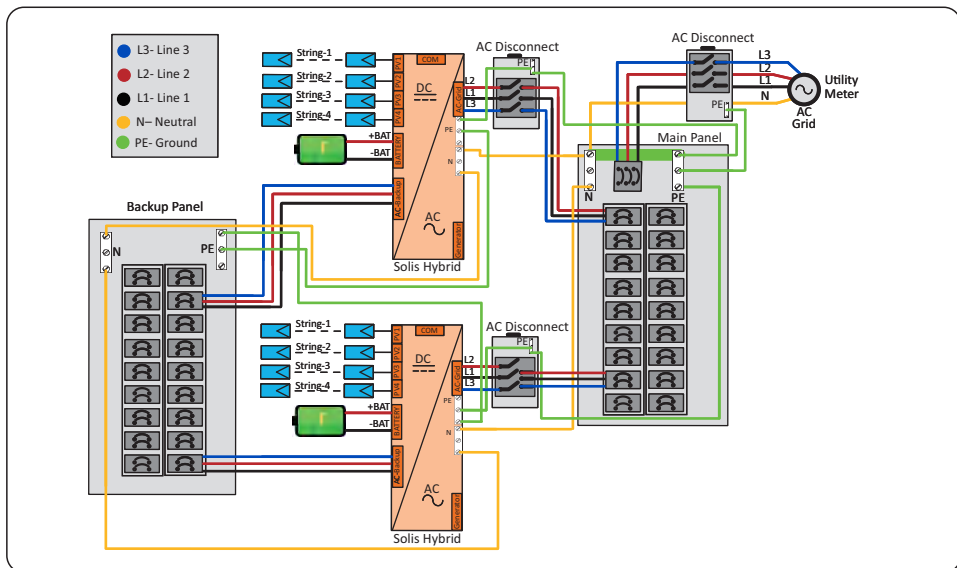 L3- Line 3
L2- Line 2
L1- Line 1
N– Neutral
PE- Ground
String-1
String-2
String-3
String-4
+BAT
-BAT
PV1
PV2
PV3
PV4
BATTERY
AC-Backup
COM
DC
AC-Grid
PE
N
AC
Generator
Solis Hybrid
L2
L1
L3
AC Disconnect
PE
AC Disconnect
L3
L2
L1
N
PE
Utility
Meter
AC
Grid
Main Panel
N
PE
Backup Panel
N
PE
String-1
String-2
String-3
String-4
+BAT
-BAT
PV1
PV2
PV3
PV4
BATTERY
AC-Backup
COM
DC
AC-Grid
PE
N
AC
Generator
Solis Hybrid
L2
L1
L3
AC Disconnect
PE